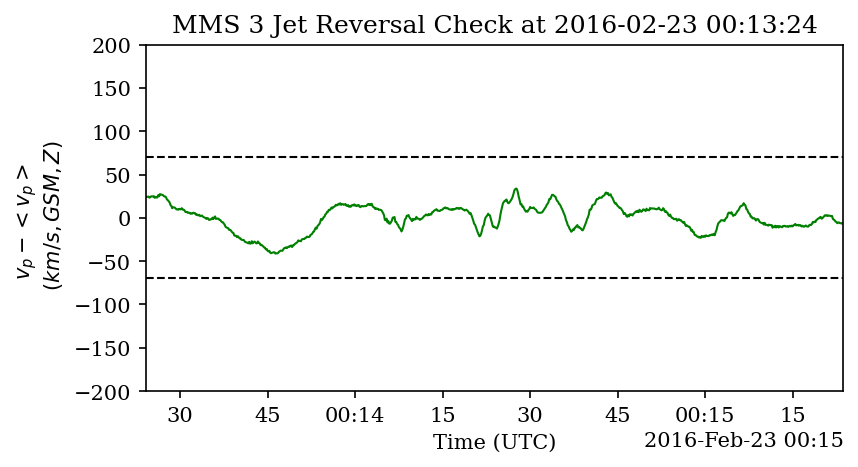 MMS 3 Jet Reversal Check at 2016-02-23 00:13:24
200
150
100
50
0
−50
−100
−150
−200
v_p − < v_p >
(km/s, GSM, Z)
30 45 00:14 15 30 45 00:15 15
Time (UTC)
2016-Feb-23 00:15